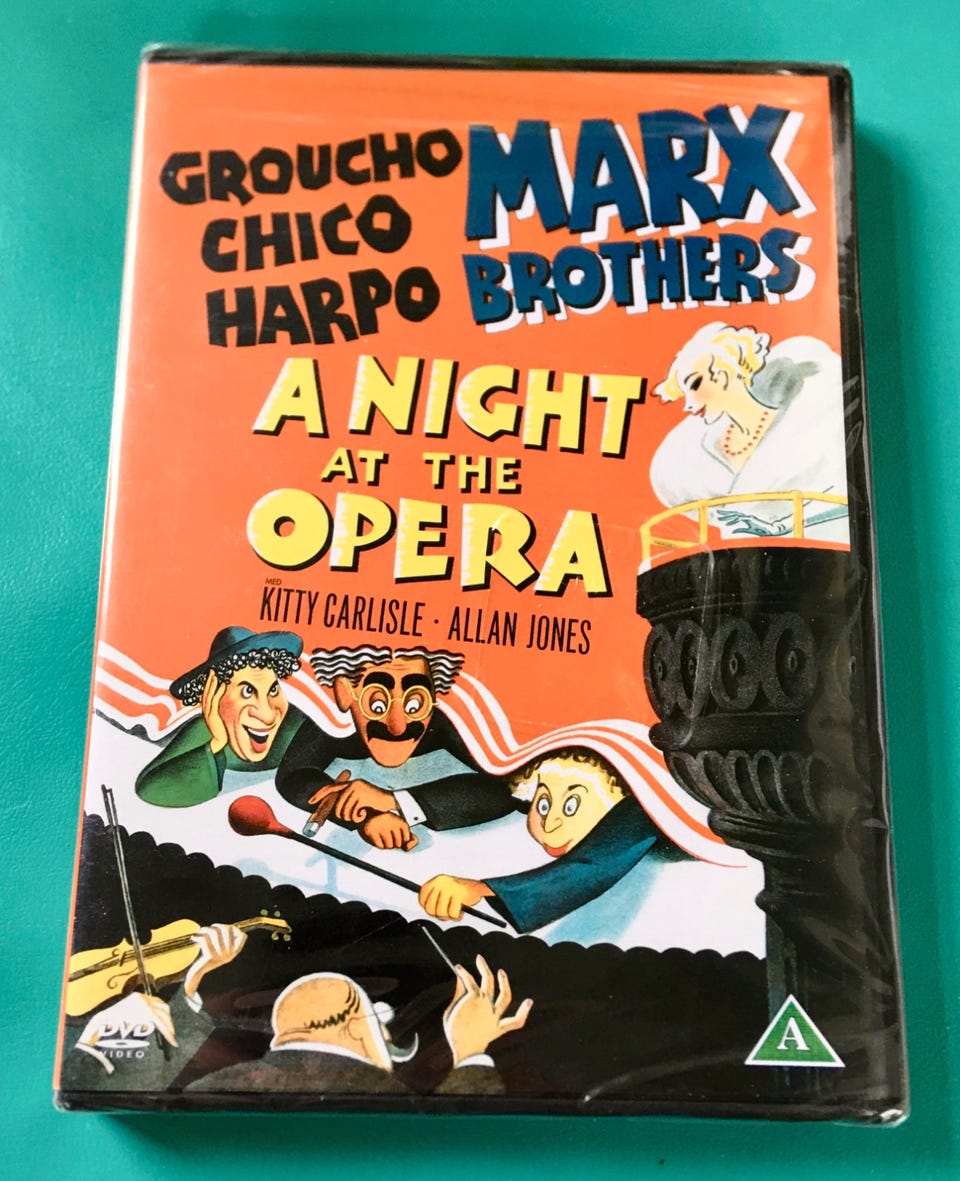 GROUCHO
CHICO
HARPO
MARX
BROTHERS
A NIGHT
AT THE
OPERA
MED
KITTY CARLISLE · ALLAN JONES
DVD
VIDEO
A